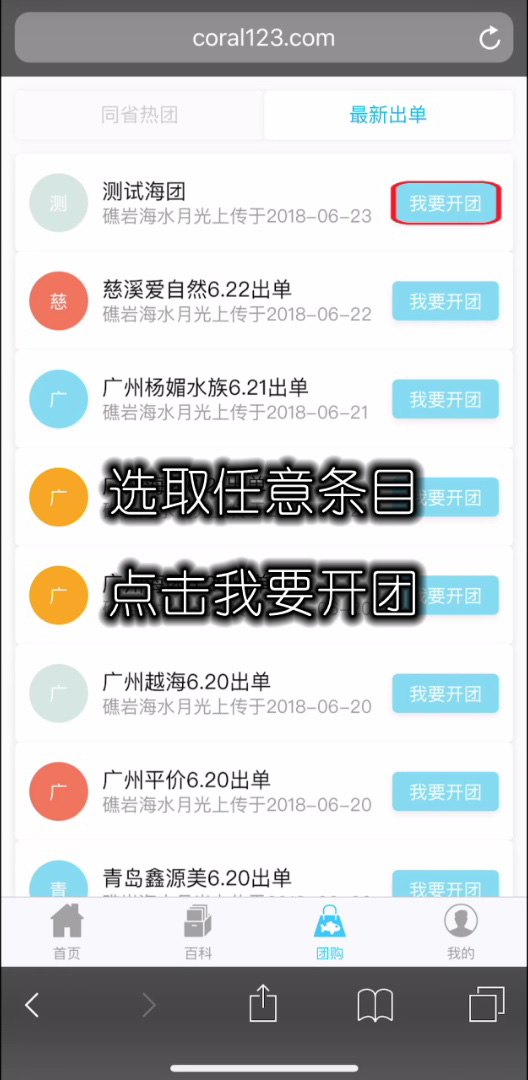 coral123.com
同省热团
最新出单
测
测试海团
礁岩海水月光上传于2018-06-23
我要开团
慈
慈溪爱自然6.22出单
礁岩海水月光上传于2018-06-22
我要开团
广
广州杨媚水族6.21出单
礁岩海水月光上传于2018-06-21
我要开团
广
选取任意条目
要开团
广
点击我要开团
要开团
广
广州越海6.20出单
礁岩海水月光上传于2018-06-20
我要开团
广
广州平价6.20出单
礁岩海水月光上传于2018-06-20
我要开团
青
青岛鑫源美6.20出单
我要开团
首页
百科
团购
我的